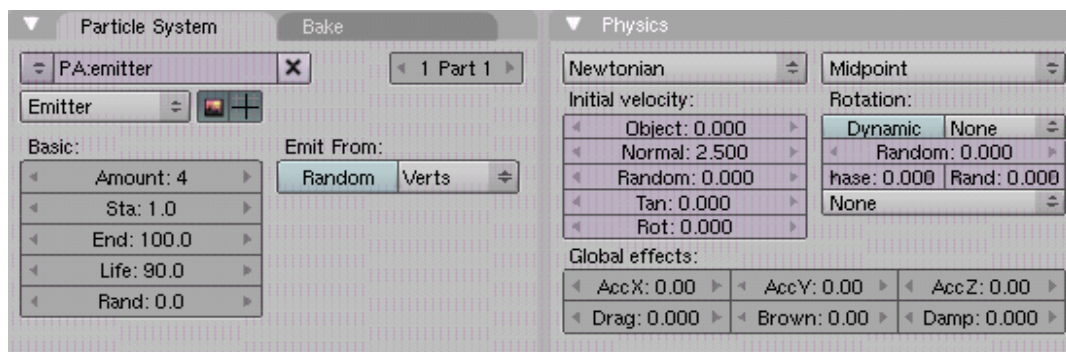 Particle System Bake
PA:emitter 1 Part 1
Emitter
Basic: Emit From:
Amount: 4 Random Verts
Sta: 1.0
End: 100.0
Life: 90.0
Rand: 0.0
Physics
Newtonian Midpoint
Initial velocity: Rotation:
Object: 0.000 Dynamic None
Normal: 2.500 Random: 0.000
Random: 0.000 hase: 0.000 Rand: 0.000
Tan: 0.000 None
Rot: 0.000
Global effects:
AccX: 0.00 AccY: 0.00 AccZ: 0.00
Drag: 0.000 Brown: 0.00 Damp: 0.000